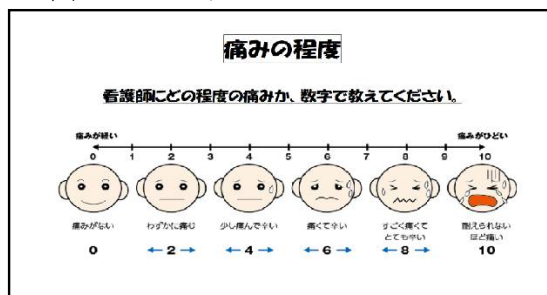 痛みの程度
看護師にどの程度の痛みか、数字で教えてください。
痛みが軽い 痛みがひどい
0 1 2 3 4 5 6 7 8 9 10
痛みがない わずかに痛む 少し痛んで辛い 痛くて辛い すごく痛くて 耐えられない
とても辛い ほど痛い
0 ←2→ ←4→ ←6→ ←8→ 10